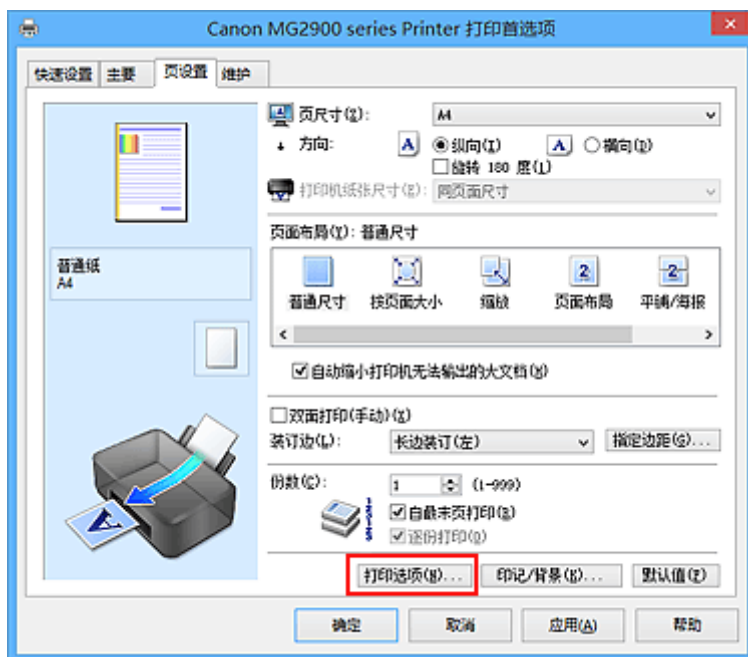 Canon MG2900 series Printer 打印首选项
快速设置 主要 页设置 维护
页尺寸(Z): A4
方向: A 纵向(I) A 横向(D)
旋转 180 度(L)
打印机纸张尺寸(E): 同页面尺寸
页面布局(Y): 普通尺寸
普通纸
A4
普通尺寸 按页面大小 缩放 页面布局 平铺/海报
自动缩小打印机无法输出的大文档(N)
双面打印(手动)(X)
装订边(L): 长边装订(左) 指定边距(G)...
份数(C): 1 (1-999)
自最末页打印(R)
逐份打印(O)
打印选项(N)... 印记/背景(K)... 默认值(F)
确定 取消 应用(A) 帮助